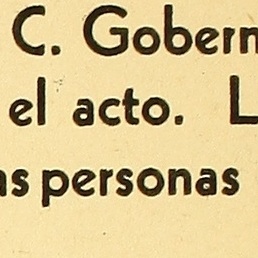 C. Gobern
el acto. L
as personas